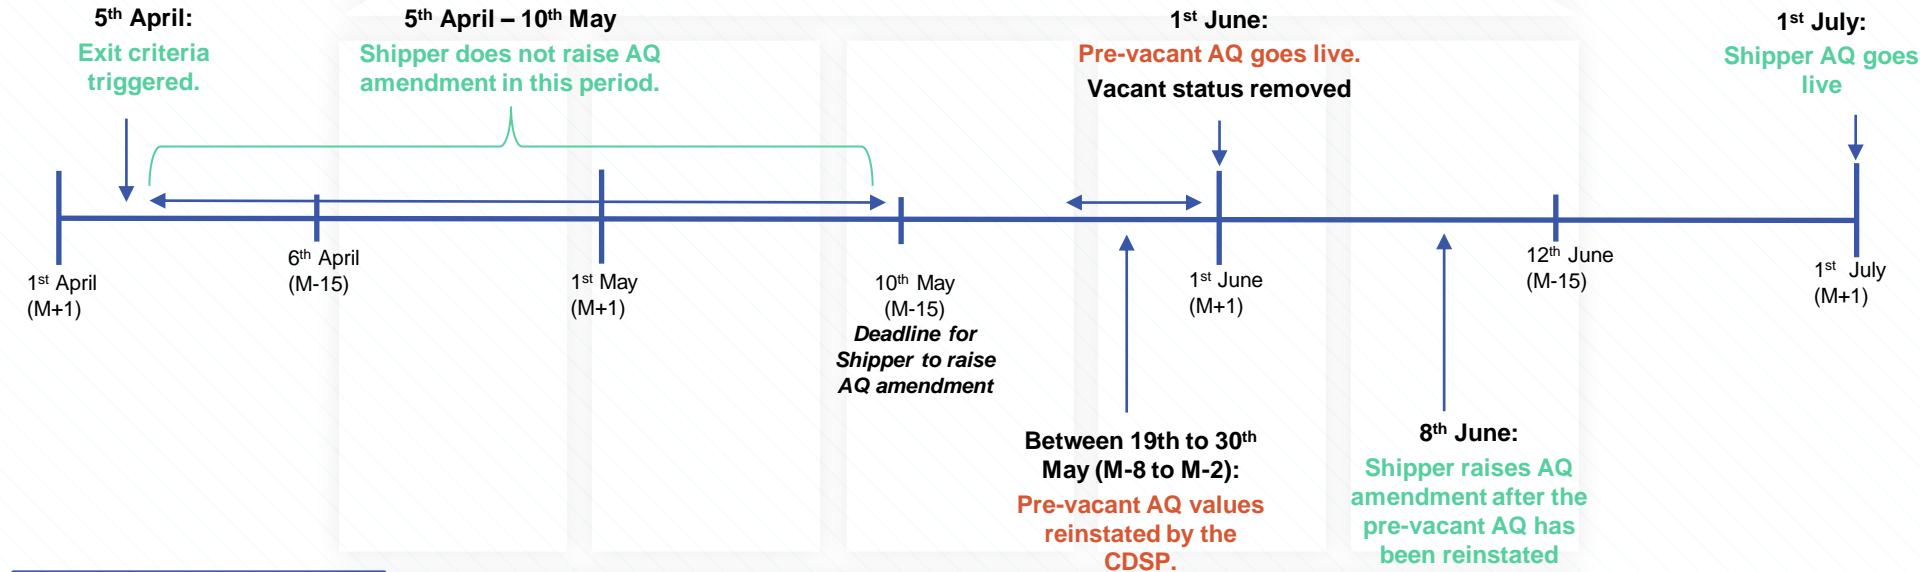 5th April:
Exit criteria
triggered.
5th April – 10th May
Shipper does not raise AQ
amendment in this period.
1st June:
Pre-vacant AQ goes live.
Vacant status removed
1st July:
Shipper AQ goes
live
1st April
(M+1)
6th April
(M-15)
1st May
(M+1)
10th May
(M-15)
Deadline for
Shipper to raise
AQ amendment
1st June
(M+1)
12th June
(M-15)
1st July
(M+1)
Between 19th to 30th
May (M-8 to M-2):
Pre-vacant AQ values
reinstated by the
CDSP.
8th June:
Shipper raises AQ
amendment after the
pre-vacant AQ has
been reinstated